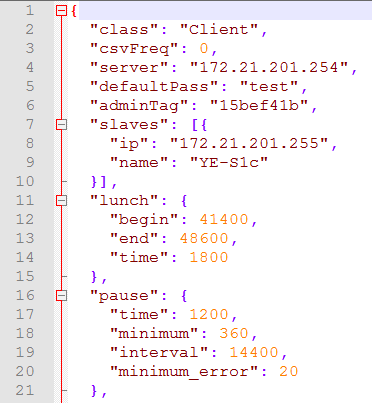 1 {
2 "class": "Client",
3 "csvFreq": 0,
4 "server": "172.21.201.254",
5 "defaultPass": "test",
6 "adminTag": "15bef41b",
7 "slaves": [{
8 "ip": "172.21.201.255",
9 "name": "YE-S1c"
10 }],
11 "lunch": {
12 "begin": 41400,
13 "end": 48600,
14 "time": 1800
15 },
16 "pause": {
17 "time": 1200,
18 "minimum": 360,
19 "interval": 14400,
20 "minimum_error": 20
21 },